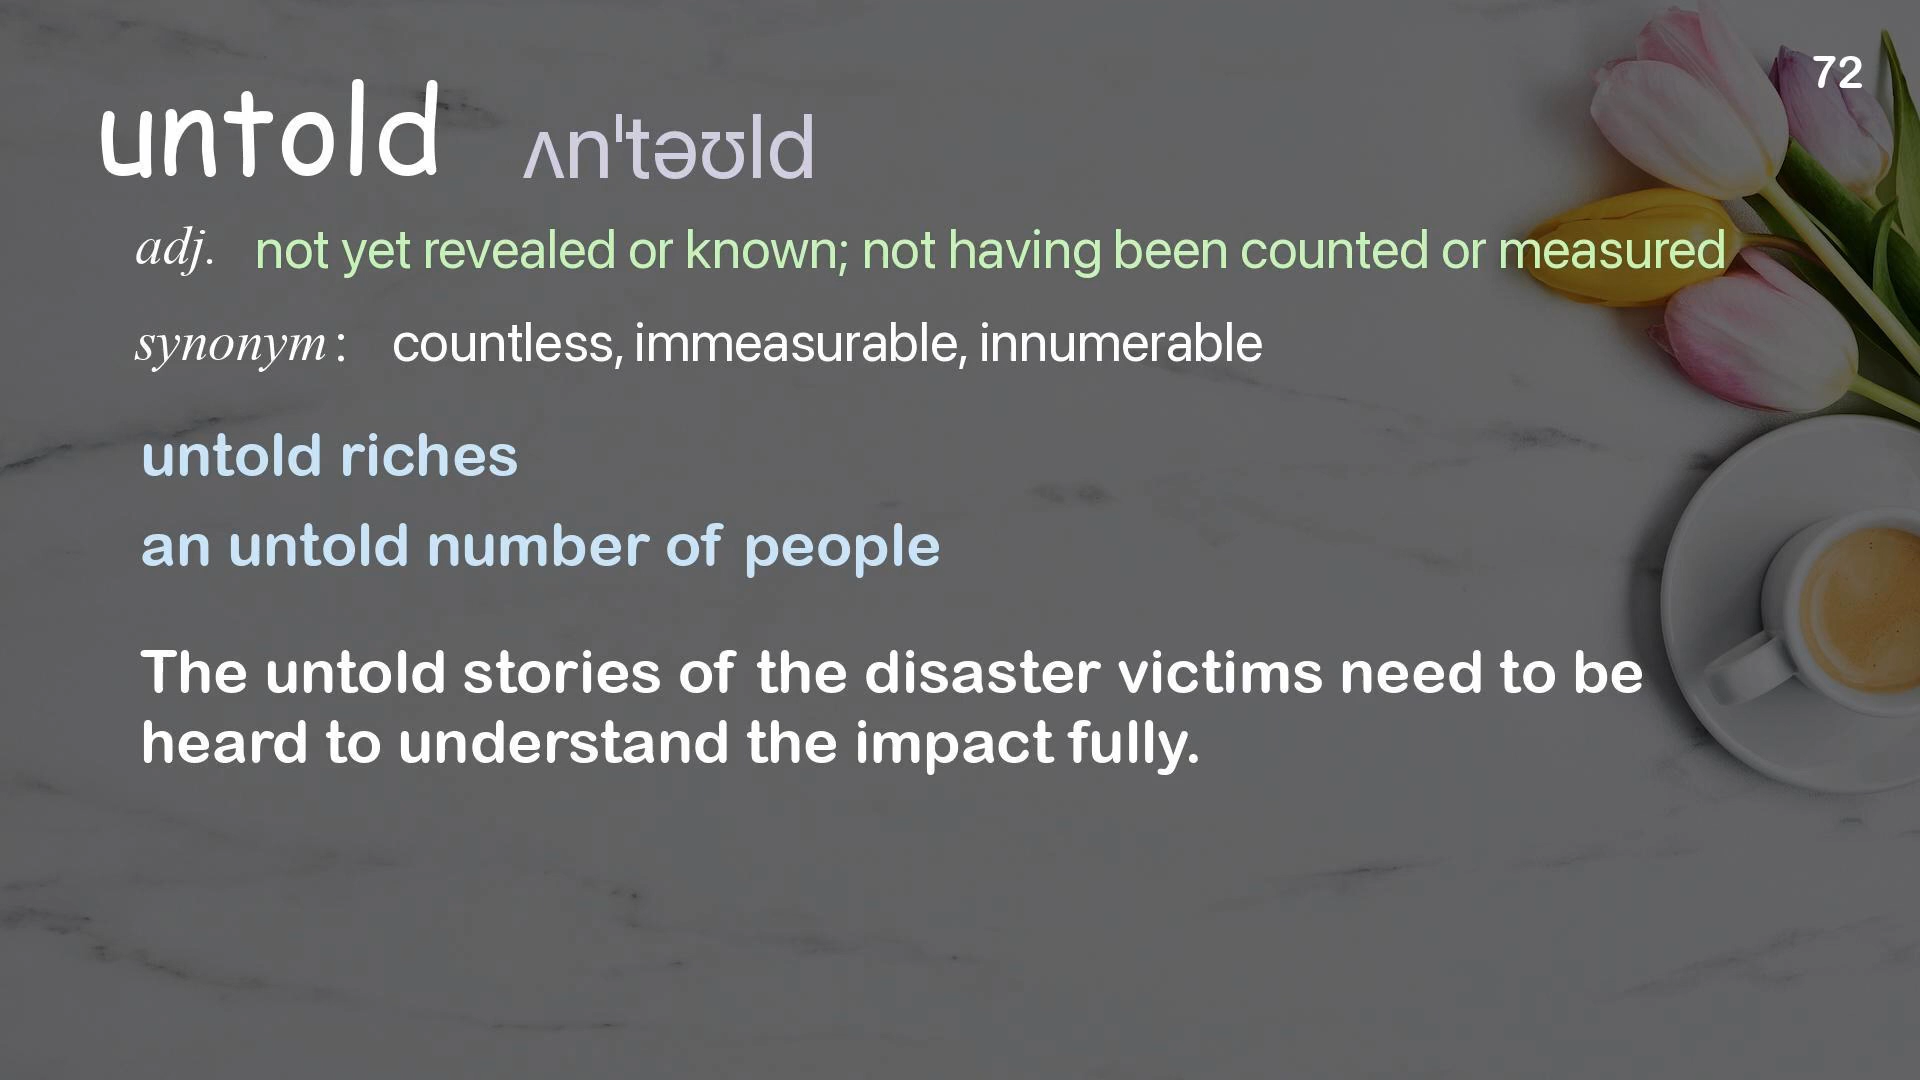 72
untold ʌnˈtəʊld
adj. not yet revealed or known; not having been counted or measured
synonym : countless, immeasurable, innumerable
untold riches
an untold number of people
The untold stories of the disaster victims need to be
heard to understand the impact fully.